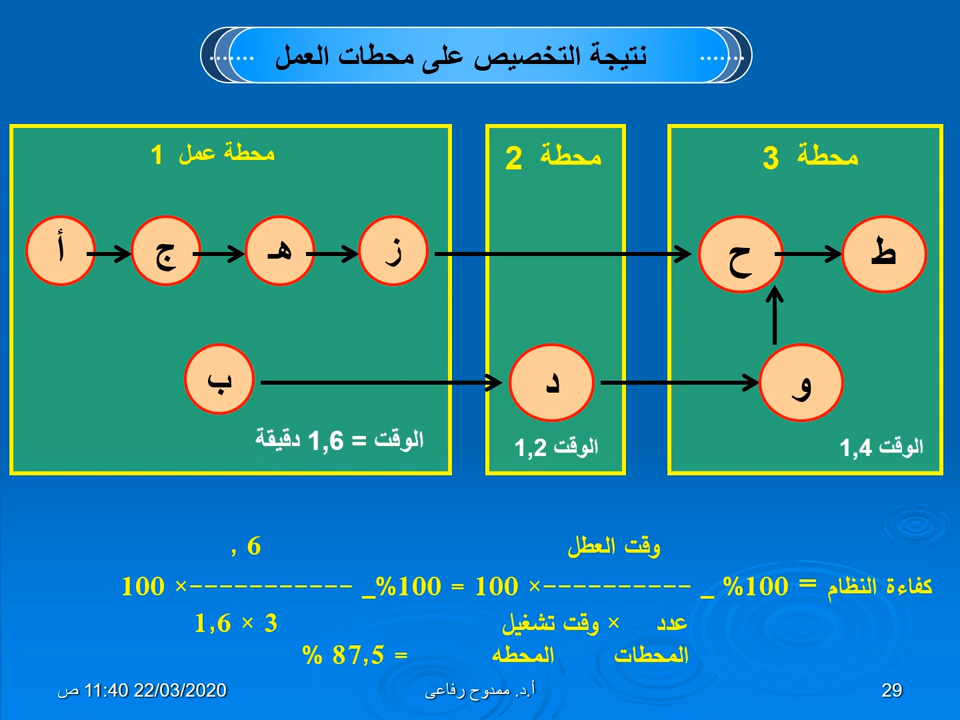 نتيجة التخصيص على محطات العمل
محطة عمل 1
محطة 2
محطة 3
أ
ج
هـ
ز
ح
ط
ب
د
و
الوقت = 1,6 دقيقة
الوقت 1,2
الوقت 1,4
وقت العطل 6 ,
كفاءة النظام = 100% _ ----------× 100 = 100%_ -----------× 100
عدد × وقت تشغيل 3 × 1,6
المحطات المحطه = 87,5 %
22/03/2020 11:40 ص
أ.د. ممدوح رفاعى
29